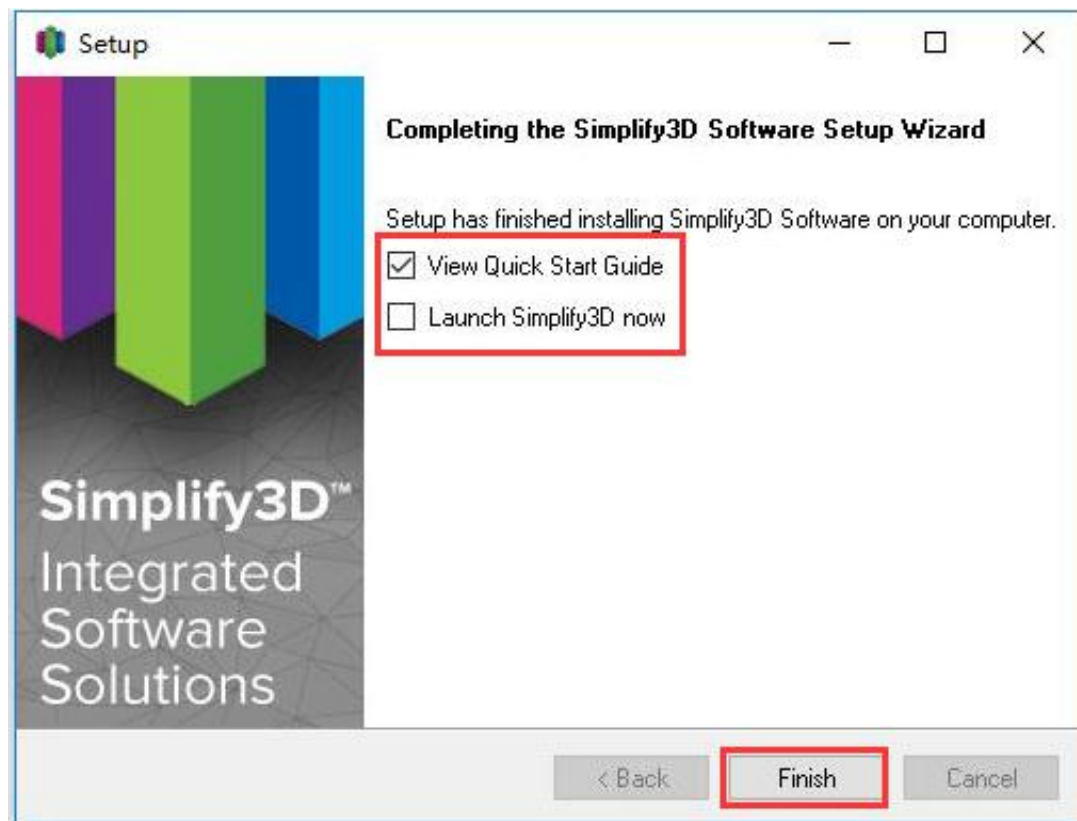 Setup
Completing the Simplify3D Software Setup Wizard
Setup has finished installing Simplify3D Software on your computer.
View Quick Start Guide
Launch Simplify3D now
Simplify3D™
Integrated
Software
Solutions
< Back
Finish
Cancel